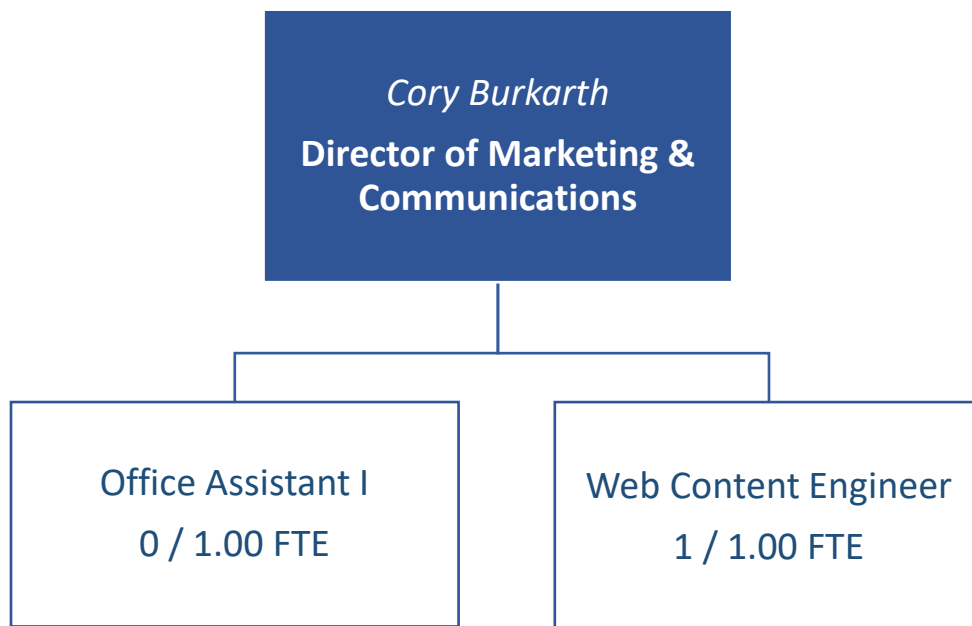 Cory Burkarth
Director of Marketing &
Communications
Office Assistant I
0 / 1.00 FTE
Web Content Engineer
1 / 1.00 FTE